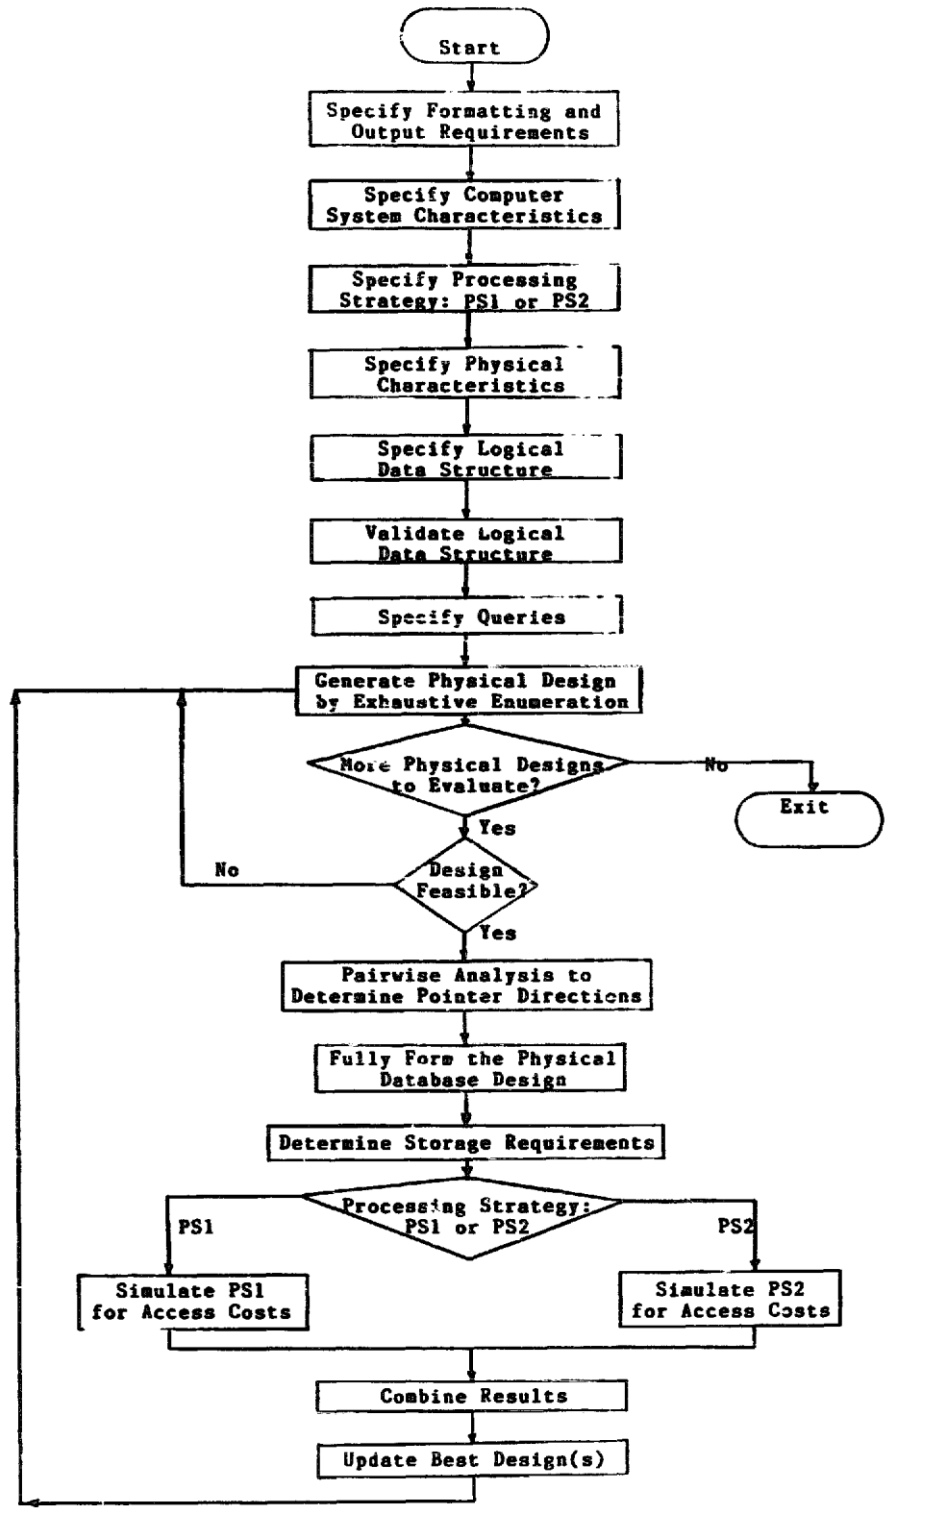 Start
Specify Formatting and
Output Requirements
Specify Computer
System Characteristics
Specify Processing
Strategy: PS1 or PS2
Specify Physical
Characteristics
Specify Logical
Data Structure
Validate Logical
Data Structure
Specify Queries
Generate Physical Design
by Exhaustive Enumeration
More Physical Designs
to Evaluate?
No
Exit
Yes
Design
Feasible?
No
Yes
Pairwise Analysis to
Determine Pointer Directions
Fully Form the Physical
Database Design
Determine Storage Requirements
Processing Strategy:
PS1 or PS2
PS1
PS2
Simulate PS1
for Access Costs
Simulate PS2
for Access Costs
Combine Results
Update Best Design(s)